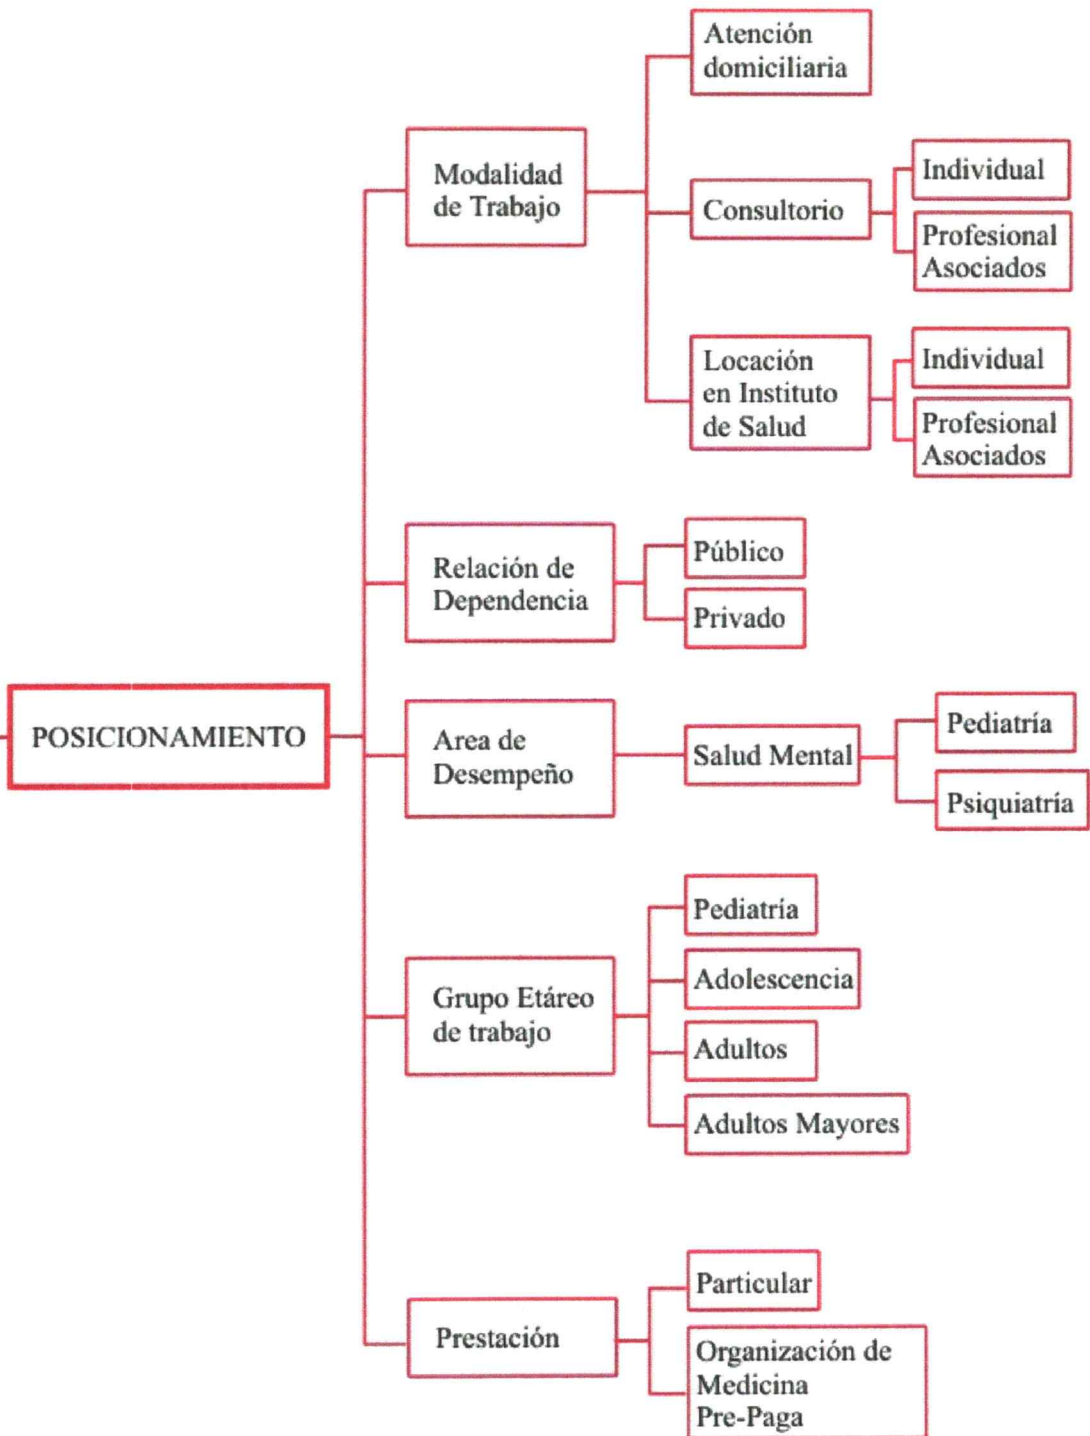 POSICIONAMIENTO
Modalidad
de Trabajo
Atención
domiciliaria
Consultorio
Individual
Profesional
Asociados
Locación
en Instituto
de Salud
Individual
Profesional
Asociados
Relación de
Dependencia
Público
Privado
Area de
Desempeño
Salud Mental
Pediatría
Psiquiatría
Grupo Etáreo
de trabajo
Pediatría
Adolescencia
Adultos
Adultos Mayores
Prestación
Particular
Organización de
Medicina
Pre-Paga